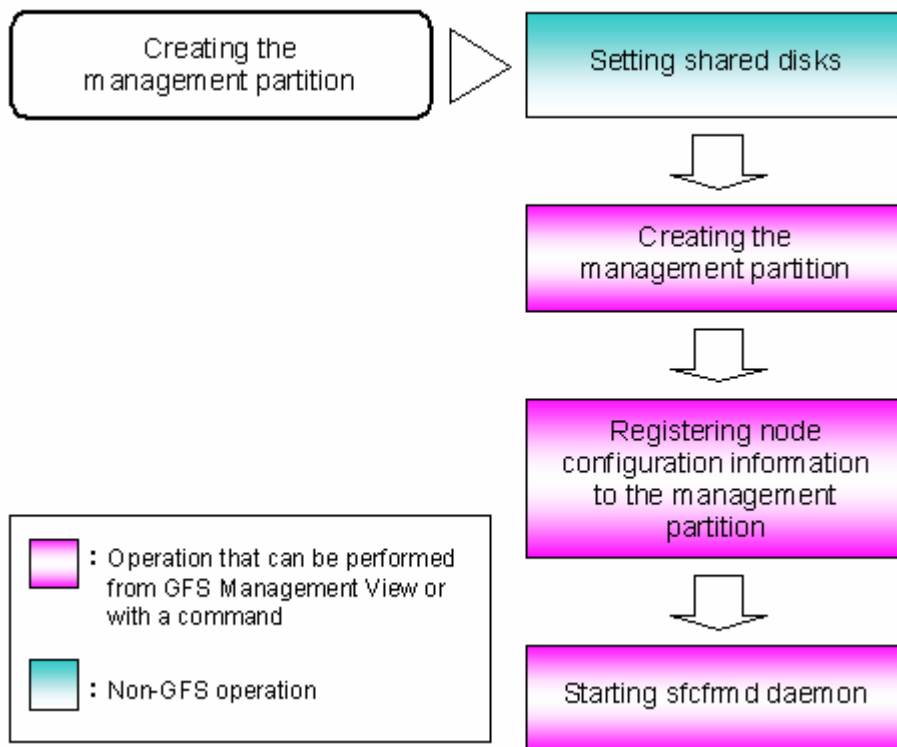 Creating the
management partition
Setting shared disks
Creating the
management partition
Registering node
configuration information
to the management
partition
Starting sfcfrmd daemon
: Operation that can be performed
from GFS Management View or
with a command
: Non-GFS operation